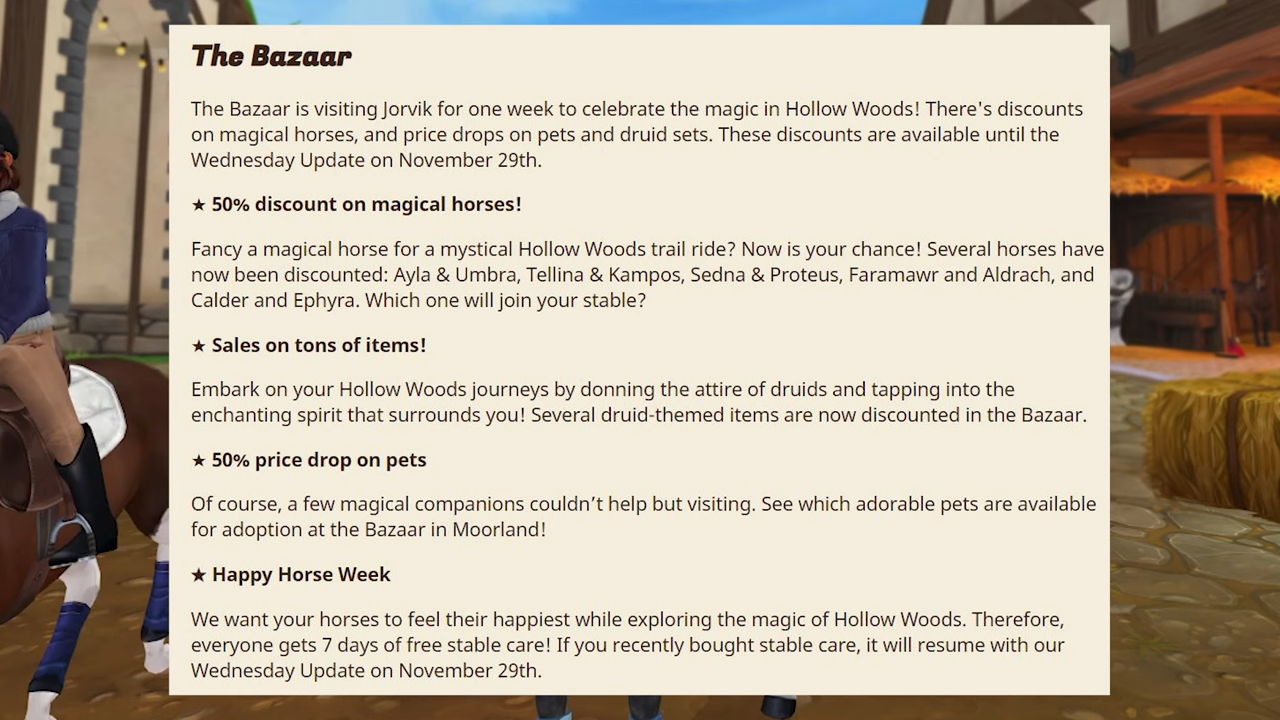 The Bazaar
The Bazaar is visiting Jorvik for one week to celebrate the magic in Hollow Woods! There's discounts
on magical horses, and price drops on pets and druid sets. These discounts are available until the
Wednesday Update on November 29th.
★ 50% discount on magical horses!
Fancy a magical horse for a mystical Hollow Woods trail ride? Now is your chance! Several horses have
now been discounted: Ayla & Umbra, Tellina & Kampos, Sedna & Proteus, Faramawr and Aldrach, and
Calder and Ephyra. Which one will join your stable?
★ Sales on tons of items!
Embark on your Hollow Woods journeys by donning the attire of druids and tapping into the
enchanting spirit that surrounds you! Several druid-themed items are now discounted in the Bazaar.
★ 50% price drop on pets
Of course, a few magical companions couldn’t help but visiting. See which adorable pets are available
for adoption at the Bazaar in Moorland!
★ Happy Horse Week
We want your horses to feel their happiest while exploring the magic of Hollow Woods. Therefore,
everyone gets 7 days of free stable care! If you recently bought stable care, it will resume with our
Wednesday Update on November 29th.